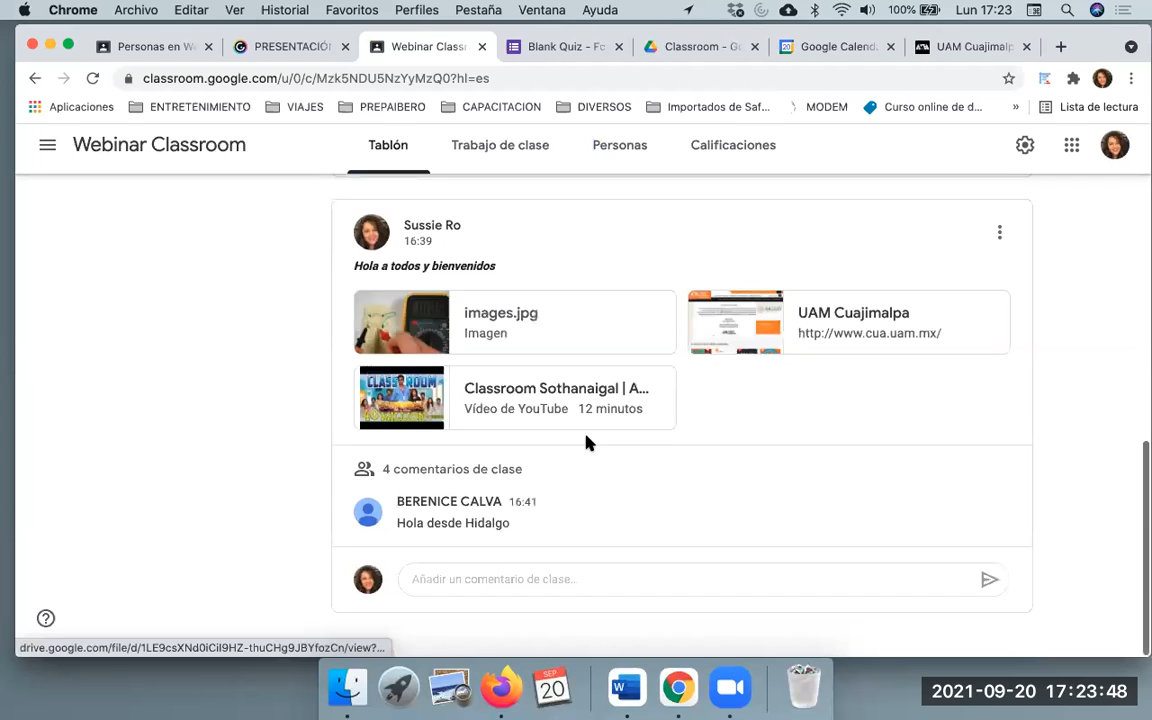 Chrome Archivo Editar Ver Historial Favoritos Perfiles Pestaña Ventana Ayuda 100% Lun 17:23
Personas en W PRESENTACIÓN Webinar Class Blank Quiz - Fo Classroom - G Google Calend UAM Cuajimalp
classroom.google.com/u/0/c/Mzk5NDU5NzYyMzQ0?hl=es
Aplicaciones ENTRETENIMIENTO VIAJES PREPAIBERO CAPACITACION DIVERSOS Importados de Saf... MODEM Curso online de d... » Lista de lectura
Webinar Classroom Tablón Trabajo de clase Personas Calificaciones
Sussie Ro
16:39
Hola a todos y bienvenidos
images.jpg
Imagen
UAM Cuajimalpa
http://www.cua.uam.mx/
CLASSROOM
Classroom Sothanaigal | A...
Vídeo de YouTube 12 minutos
4 comentarios de clase
BERENICE CALVA 16:41
Hola desde Hidalgo
Añadir un comentario de clase...
drive.google.com/file/d/1LE9csXNd0iCiI9HZ-thuCHg9JBYfozCn/view?...
SEP
20
W
2021-09-20 17:23:48